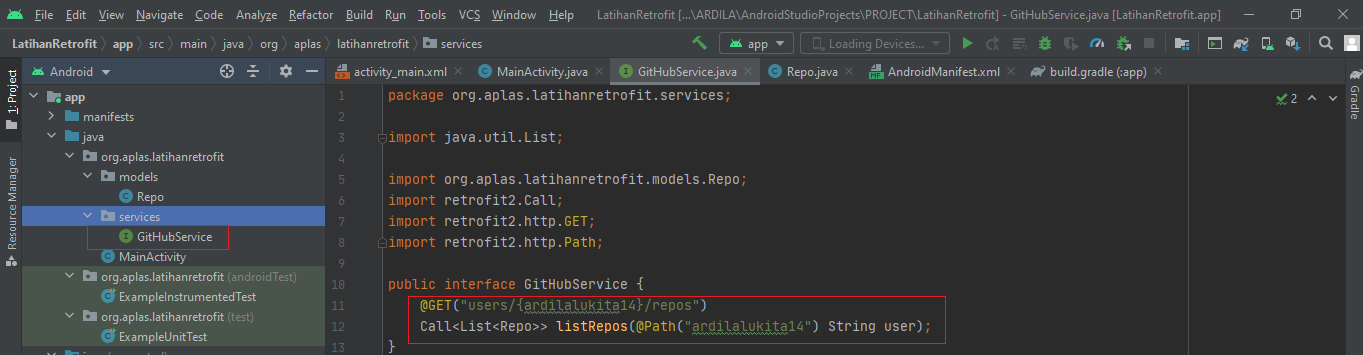 File Edit View Navigate Code Analyze Refactor Build Run Tools VCS Window Help LatihanRetrofit [...\ARDILA\AndroidStudioProjects\PROJECT\LatihanRetrofit] - GitHubService.java [LatihanRetrofit.app]
LatihanRetrofit app src main java org aplas latihanretrofit services app Loading Devices...
1: Project
Resource Manager
Android
app
manifests
java
org.aplas.latihanretrofit
models
Repo
services
GitHubService
MainActivity
org.aplas.latihanretrofit (androidTest)
ExampleInstrumentedTest
org.aplas.latihanretrofit (test)
ExampleUnitTest
activity_main.xml MainActivity.java GitHubService.java Repo.java AndroidManifest.xml build.gradle (:app)
1 package org.aplas.latihanretrofit.services;
2
3 import java.util.List;
4
5 import org.aplas.latihanretrofit.models.Repo;
6 import retrofit2.Call;
7 import retrofit2.http.GET;
8 import retrofit2.http.Path;
9
10 public interface GitHubService {
11 @GET("users/{ardilalukita14}/repos")
12 Call<List<Repo>> listRepos(@Path("ardilalukita14") String user);
13 }
2
Gradle